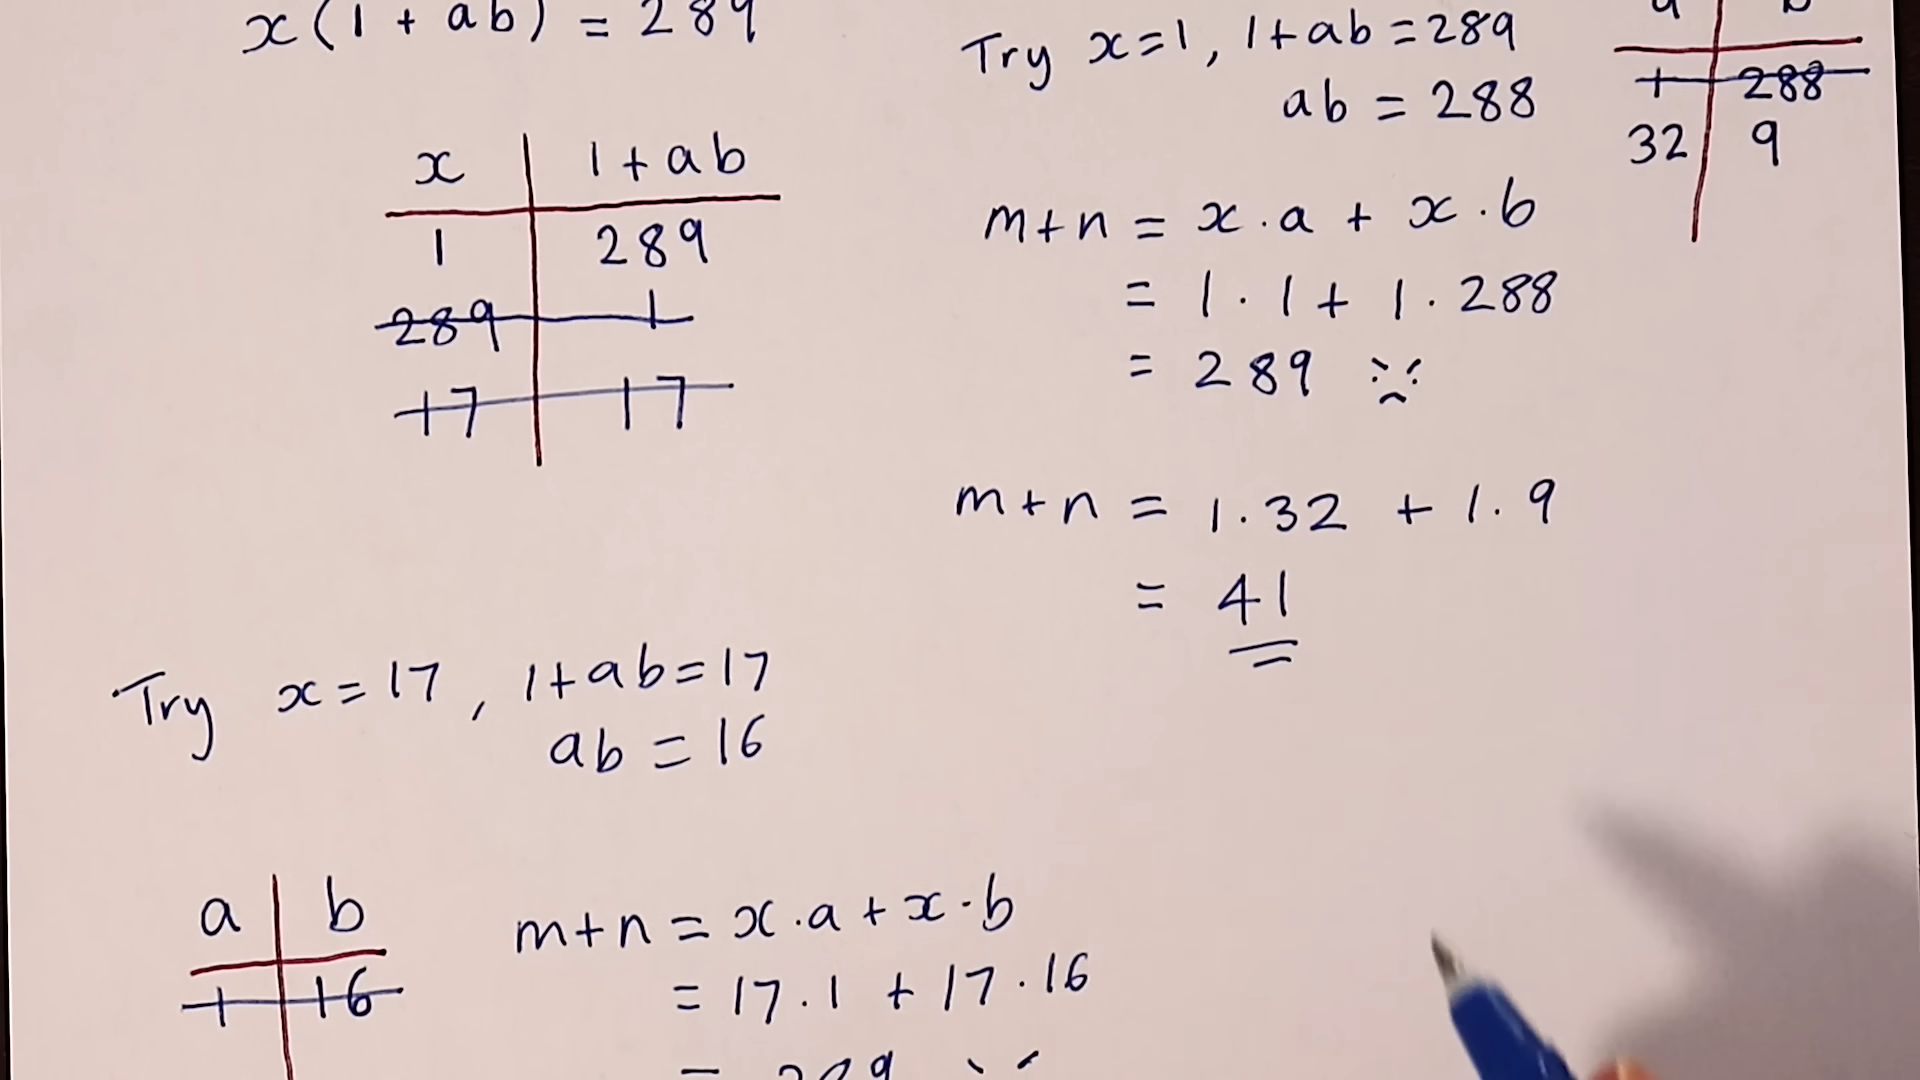 x(1 + ab) = 289
x | 1 + ab
1 | 289
289 | 1
17 | 17
Try x = 17, 1 + ab = 17
ab = 16
a | b
1 | 16
m + n = x . a + x . b
= 17 . 1 + 17 . 16
= 289
Try x = 1, 1 + ab = 289
ab = 288
a | b
1 | 288
32 | 9
m + n = x . a + x . b
= 1 . 1 + 1 . 288
= 289
m + n = 1 . 32 + 1 . 9
= 41